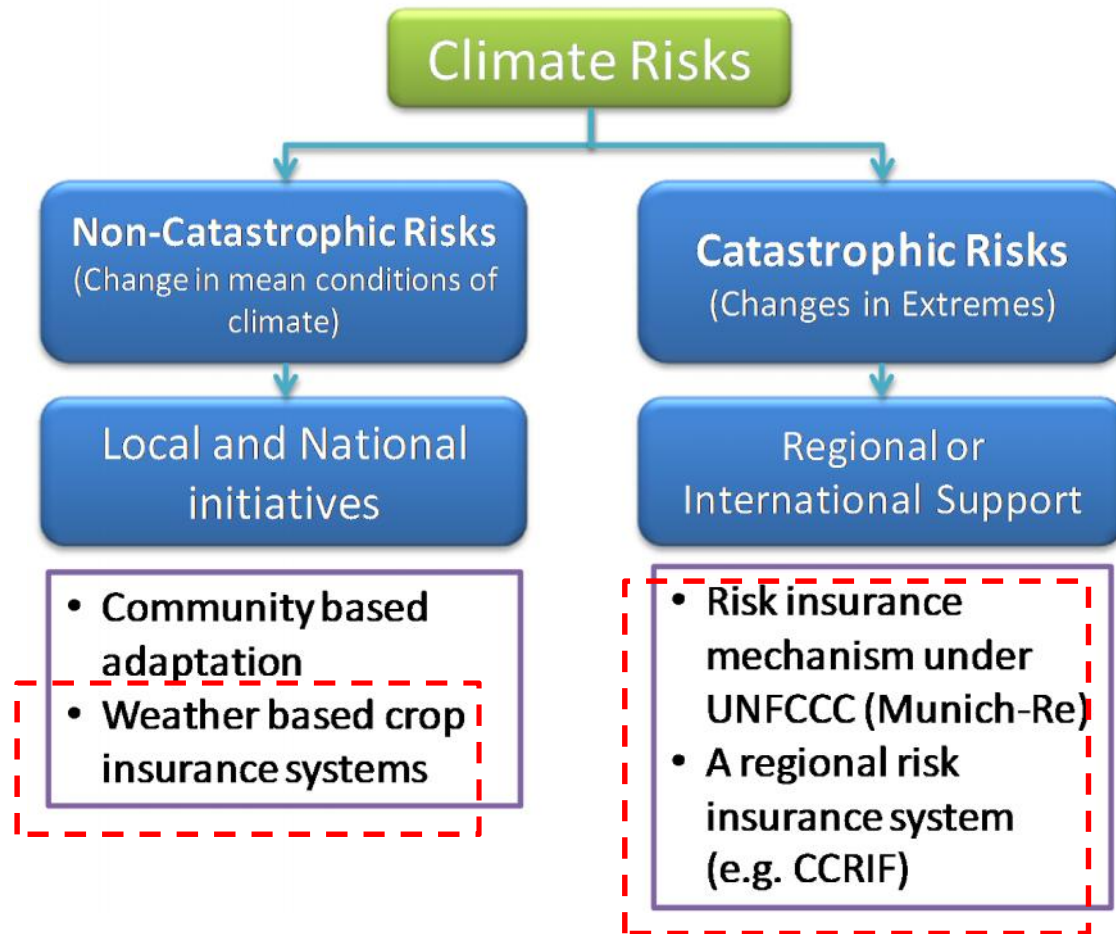 Climate Risks
Non-Catastrophic Risks
(Change in mean conditions of
climate)
Catastrophic Risks
(Changes in Extremes)
Local and National
initiatives
Regional or
International Support
• Community based
adaptation
• Weather based crop
insurance systems
• Risk insurance
mechanism under
UNFCCC (Munich-Re)
• A regional risk
insurance system
(e.g. CCRIF)